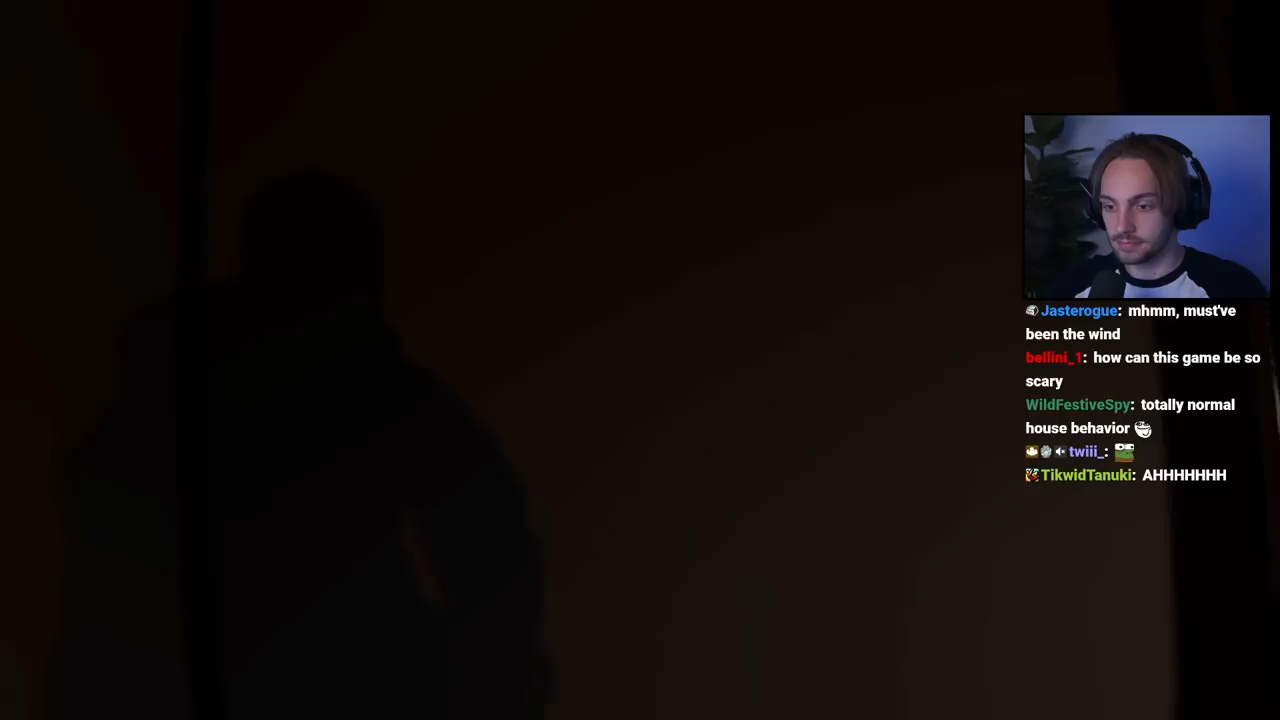 Jasterogue: mhmm, must've
been the wind
bellini_1: how can this game be so
scary
WildFestiveSpy: totally normal
house behavior
twiii_:
TikwidTanuki: AHHHHHHH